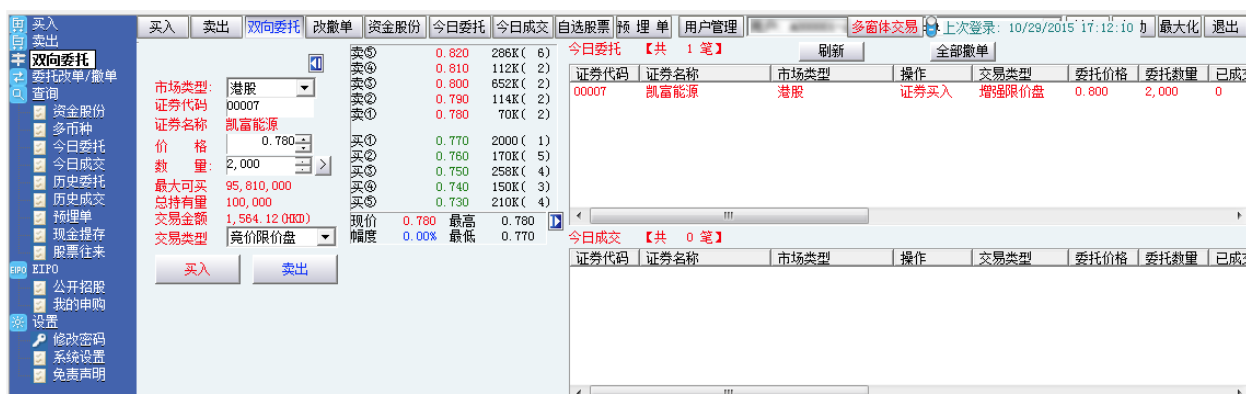 买入 卖出 双向委托 改撤单 资金股份 今日委托 今日成交 自选股票 预 埋 单 用户管理 多窗体交易 上次登录: 10/29/2015 17:12:10 最大化 退出
买入
卖出
双向委托
委托改单/撤单
查询
资金股份
多币种
今日委托
今日成交
历史委托
历史成交
预埋单
现金提存
股票往来
EIPO EIPO
公开招股
我的申购
设置
修改密码
系统设置
免责声明
市场类型: 港股
证券代码 00007
证券名称 凯富能源
价 格 0.780
数 量: 2,000 >
最大可买 95,810,000
总持有量 100,000
交易金额 1,564.12(HKD)
交易类型 竞价限价盘
买入 卖出
卖⑤ 0.820 286K( 6)
卖④ 0.810 112K( 2)
卖③ 0.800 652K( 2)
卖② 0.790 114K( 2)
卖① 0.780 70K( 2)
买① 0.770 2000( 1)
买② 0.760 170K( 5)
买③ 0.750 258K( 4)
买④ 0.740 150K( 3)
买⑤ 0.730 210K( 4)
现价 0.780 最高 0.780
幅度 0.00% 最低 0.770
今日委托 【共 1 笔】 刷新 全部撤单
证券代码 证券名称 市场类型 操作 交易类型 委托价格 委托数量 已成
00007 凯富能源 港股 证券买入 增强限价盘 0.800 2,000 0
今日成交 【共 0 笔】
证券代码 证券名称 市场类型 操作 交易类型 委托价格 委托数量 已成